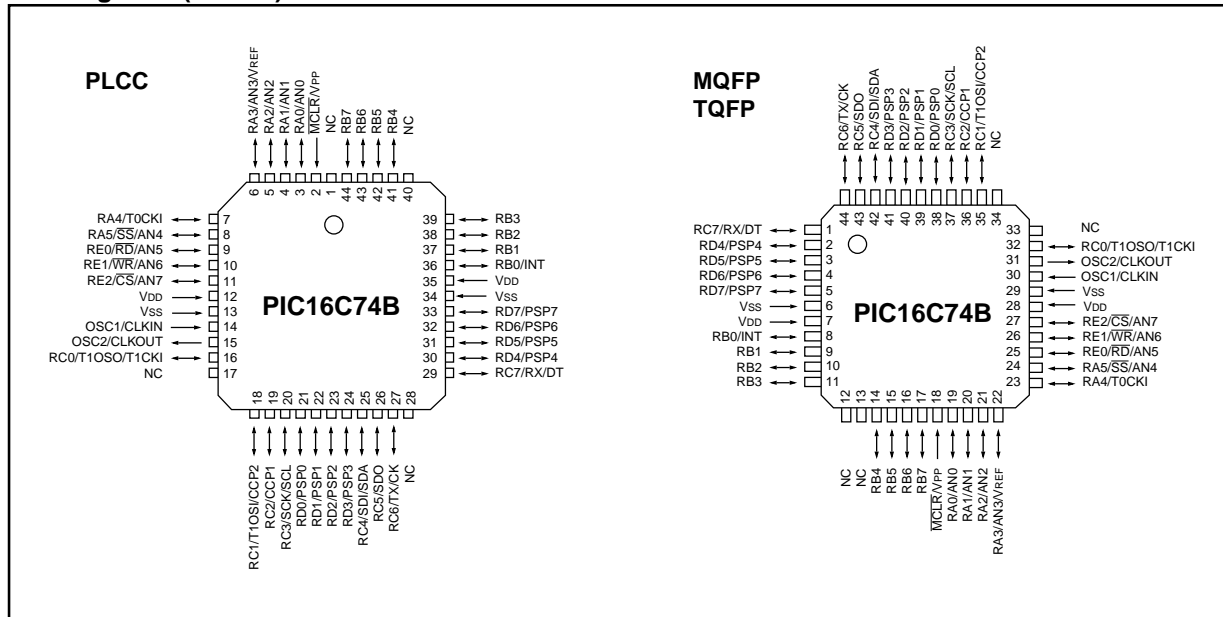 PLCC
RA3/AN3/VREF
RA2/AN2
RA1/AN1
RA0/AN0
MCLR/VPP
NC
RB7
RB6
RB5
RB4
NC
6 5 4 3 2 1 44 43 42 41 40
RA4/T0CKI 7
RA5/SS/AN4 8
RE0/RD/AN5 9
RE1/WR/AN6 10
RE2/CS/AN7 11
VDD 12
VSS 13
OSC1/CLKIN 14
OSC2/CLKOUT 15
RC0/T1OSO/T1CKI 16
NC 17
PIC16C74B
39 RB3
38 RB2
37 RB1
36 RB0/INT
35 VDD
34 VSS
33 RD7/PSP7
32 RD6/PSP6
31 RD5/PSP5
30 RD4/PSP4
29 RC7/RX/DT
18 19 20 21 22 23 24 25 26 27 28
RC1/T1OSI/CCP2
RC2/CCP1
RC3/SCK/SCL
RD0/PSP0
RD1/PSP1
RD2/PSP2
RD3/PSP3
RC4/SDI/SDA
RC5/SDO
RC6/TX/CK
NC
MQFP
TQFP
RC6/TX/CK
RC5/SDO
RC4/SDI/SDA
RD3/PSP3
RD2/PSP2
RD1/PSP1
RD0/PSP0
RC3/SCK/SCL
RC2/CCP1
RC1/T1OSI/CCP2
NC
44 43 42 41 40 39 38 37 36 35 34
RC7/RX/DT 1
RD4/PSP4 2
RD5/PSP5 3
RD6/PSP6 4
RD7/PSP7 5
VSS 6
VDD 7
RB0/INT 8
RB1 9
RB2 10
RB3 11
PIC16C74B
33 NC
32 RC0/T1OSO/T1CKI
31 OSC2/CLKOUT
30 OSC1/CLKIN
29 VSS
28 VDD
27 RE2/CS/AN7
26 RE1/WR/AN6
25 RE0/RD/AN5
24 RA5/SS/AN4
23 RA4/T0CKI
12 13 14 15 16 17 18 19 20 21 22
NC
NC
RB4
RB5
RB6
RB7
MCLR/VPP
RA0/AN0
RA1/AN1
RA2/AN2
RA3/AN3/VREF